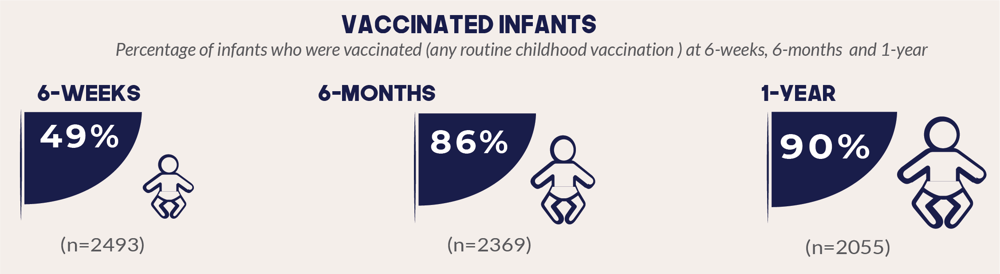 VACCINATED INFANTS
Percentage of infants who were vaccinated (any routine childhood vaccination ) at 6-weeks, 6-months and 1-year
6-WEEKS
49%
(n=2493)
6-MONTHS
86%
(n=2369)
1-YEAR
90%
(n=2055)